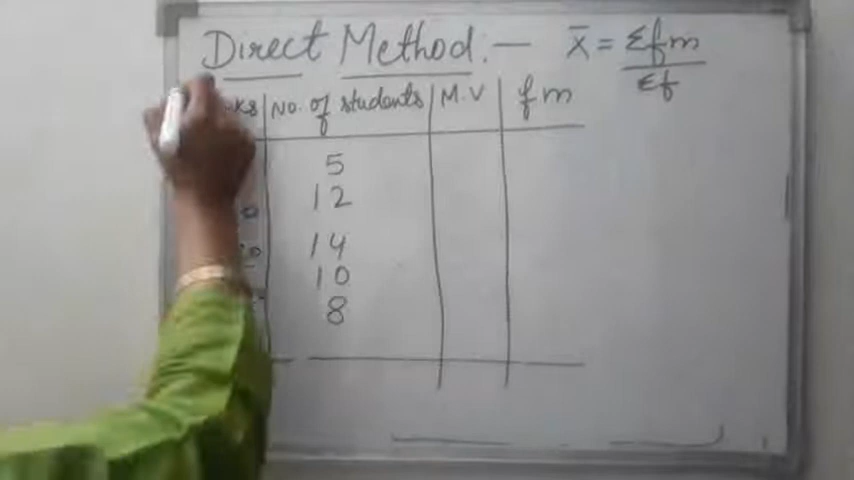 Direct Method :— x̄ = Σfm / Σf
No. of students M.V fm
5
12
14
10
8